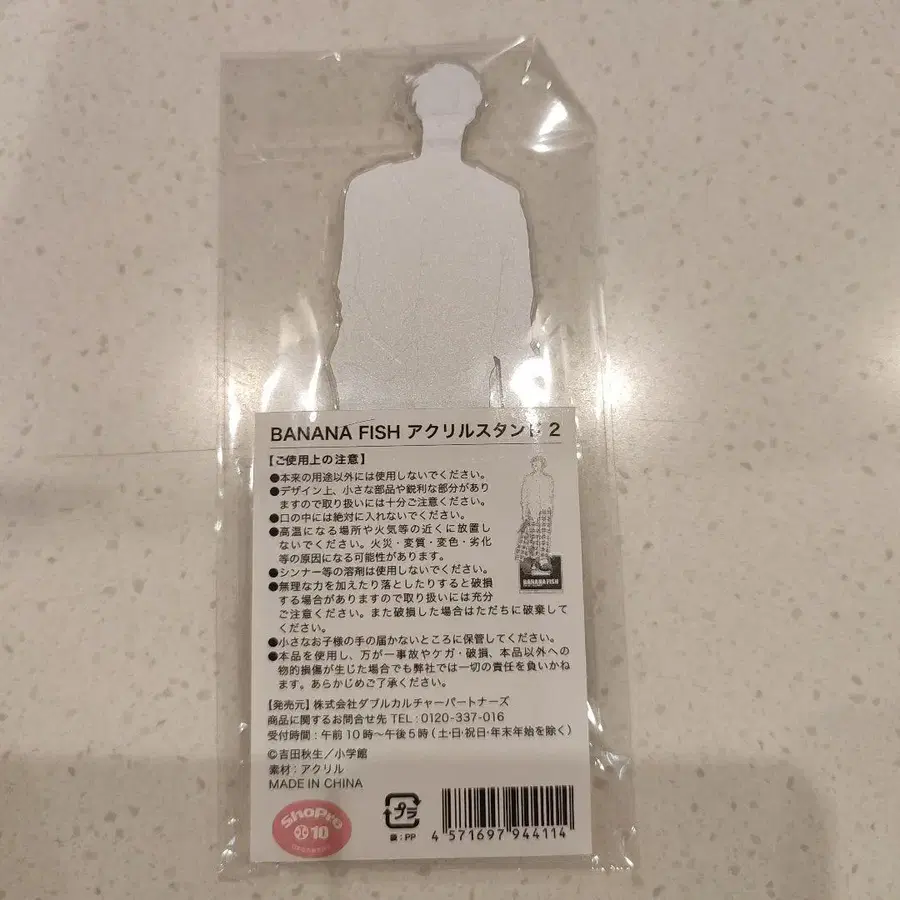 BANANA FISH アクリルスタンド 2
【ご使用上の注意】
●本来の用途以外には使用しないでください。
●デザイン上、小さな部品や鋭利な部分があり
ますので取り扱いには十分ご注意ください。
●口の中には絶対に入れないでください。
●高温になる場所や火気等の近くに放置し
ないでください。火災・変質・変色・劣化
等の原因になる可能性があります。
●シンナー等の溶剤は使用しないでください。
●無理な力を加えたり落としたりすると破損
する場合がありますので取り扱いには充分
ご注意ください。また破損した場合はただちに破棄して
ください。
●小さなお子様の手の届かないところに保管してください。
●本品を使用し、万が一事故やケガ・破損、本品以外への
物的損傷が生じた場合でも弊社では一切の責任を負いかね
ます。あらかじめご了承ください。
BANANA FISH
【発売元】株式会社ダブルカルチャーパートナーズ
商品に関するお問合せ先 TEL：0120-337-016
受付時間：午前10時〜午後5時（土・日・祝日・年末年始を除く）
©吉田秋生／小学館
素材：アクリル
MADE IN CHINA
ShoPro
10
プラ
袋：PP
4 571697 944114